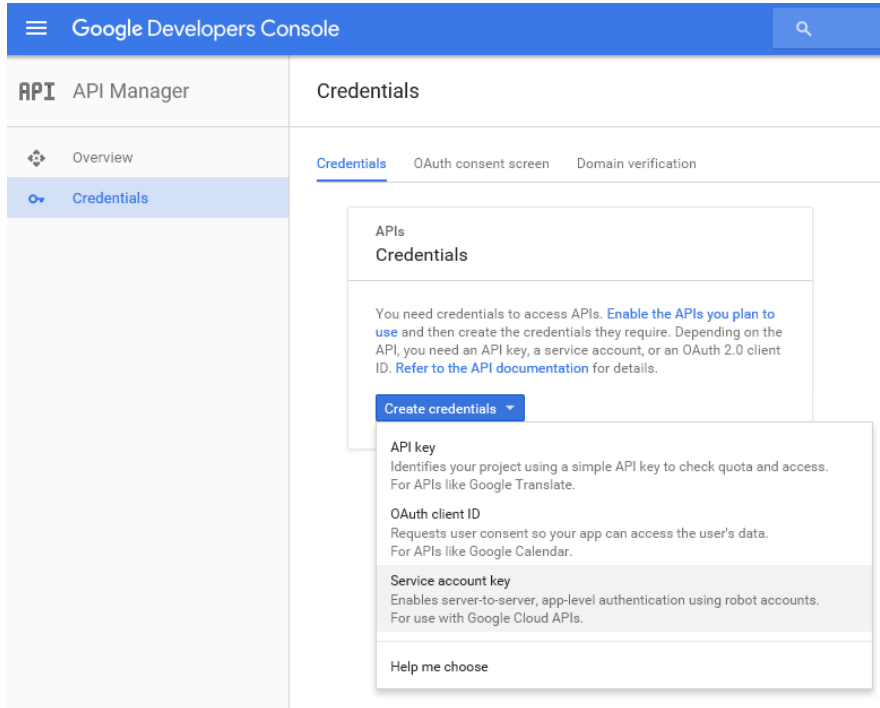 Google Developers Console
API API Manager
Credentials
Overview
Credentials
Credentials OAuth consent screen Domain verification
APIs
Credentials
You need credentials to access APIs. Enable the APIs you plan to
use and then create the credentials they require. Depending on the
API, you need an API key, a service account, or an OAuth 2.0 client
ID. Refer to the API documentation for details.
Create credentials
API key
Identifies your project using a simple API key to check quota and access.
For APIs like Google Translate.
OAuth client ID
Requests user consent so your app can access the user's data.
For APIs like Google Calendar.
Service account key
Enables server-to-server, app-level authentication using robot accounts.
For use with Google Cloud APIs.
Help me choose